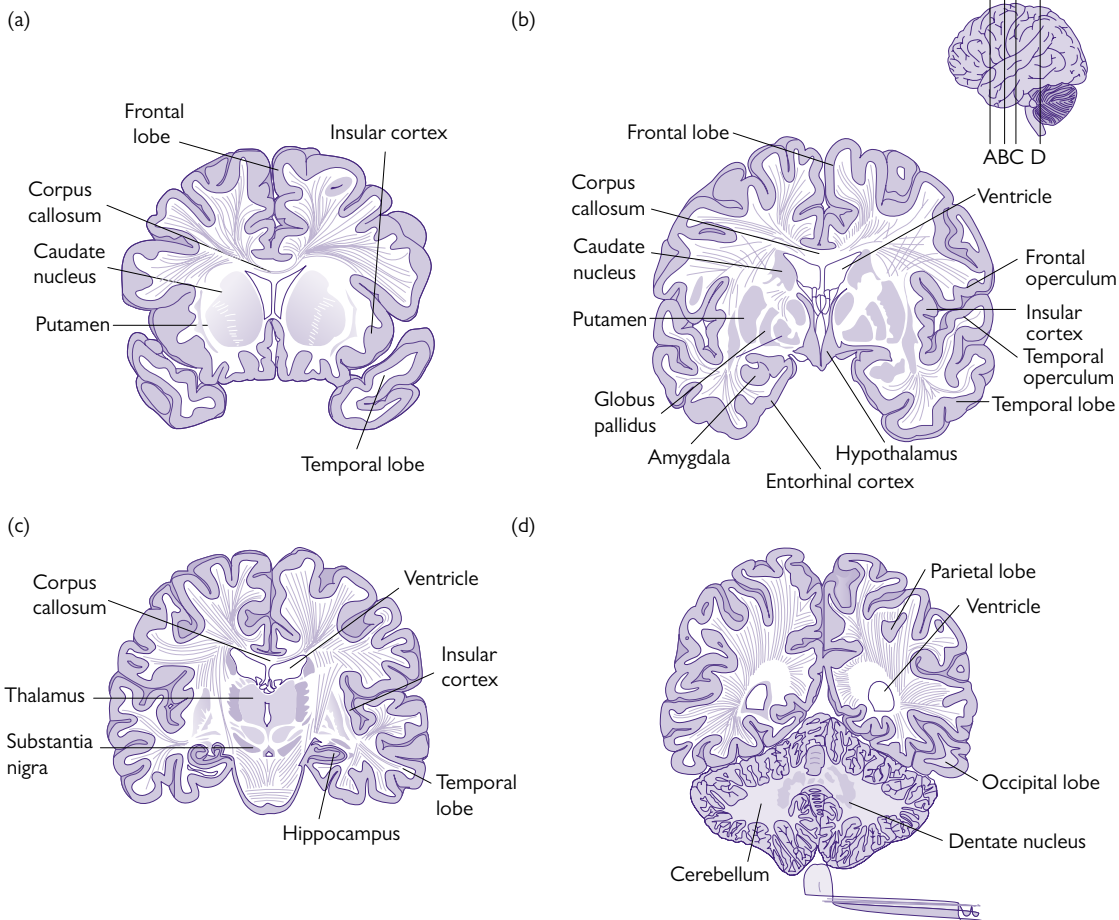 (a)
Frontal
lobe
Insular cortex
Corpus
callosum
Caudate
nucleus
Putamen
Temporal lobe
(b)
ABC D
Frontal lobe
Corpus
callosum
Ventricle
Caudate
nucleus
Frontal
operculum
Putamen
Insular
cortex
Temporal
operculum
Globus
pallidus
Temporal lobe
Amygdala
Hypothalamus
Entorhinal cortex
(c)
Corpus
callosum
Ventricle
Insular
cortex
Thalamus
Substantia
nigra
Temporal
lobe
Hippocampus
(d)
Parietal lobe
Ventricle
Occipital lobe
Dentate nucleus
Cerebellum